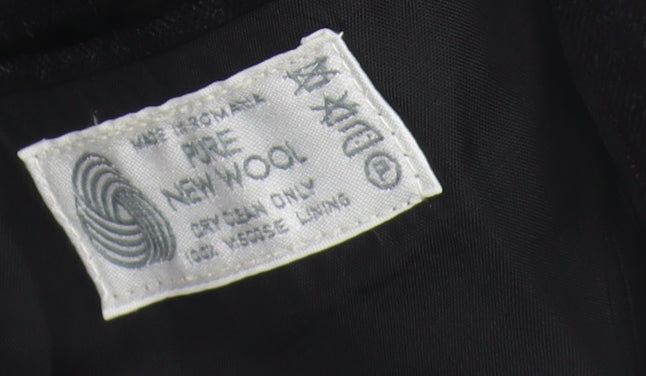 MADE IN ROMANIA
PURE
NEW WOOL
DRY CLEAN ONLY
100% VISCOSE LINING
P